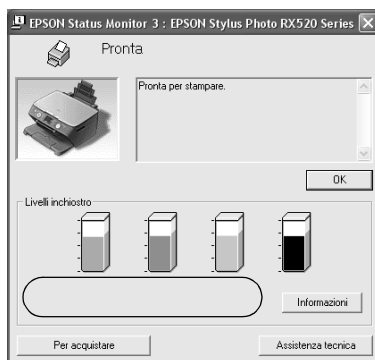 EPSON Status Monitor 3 : EPSON Stylus Photo RX520 Series
Pronta
Pronta per stampare.
OK
Livelli inchiostro
Informazioni
Per acquistare
Assistenza tecnica